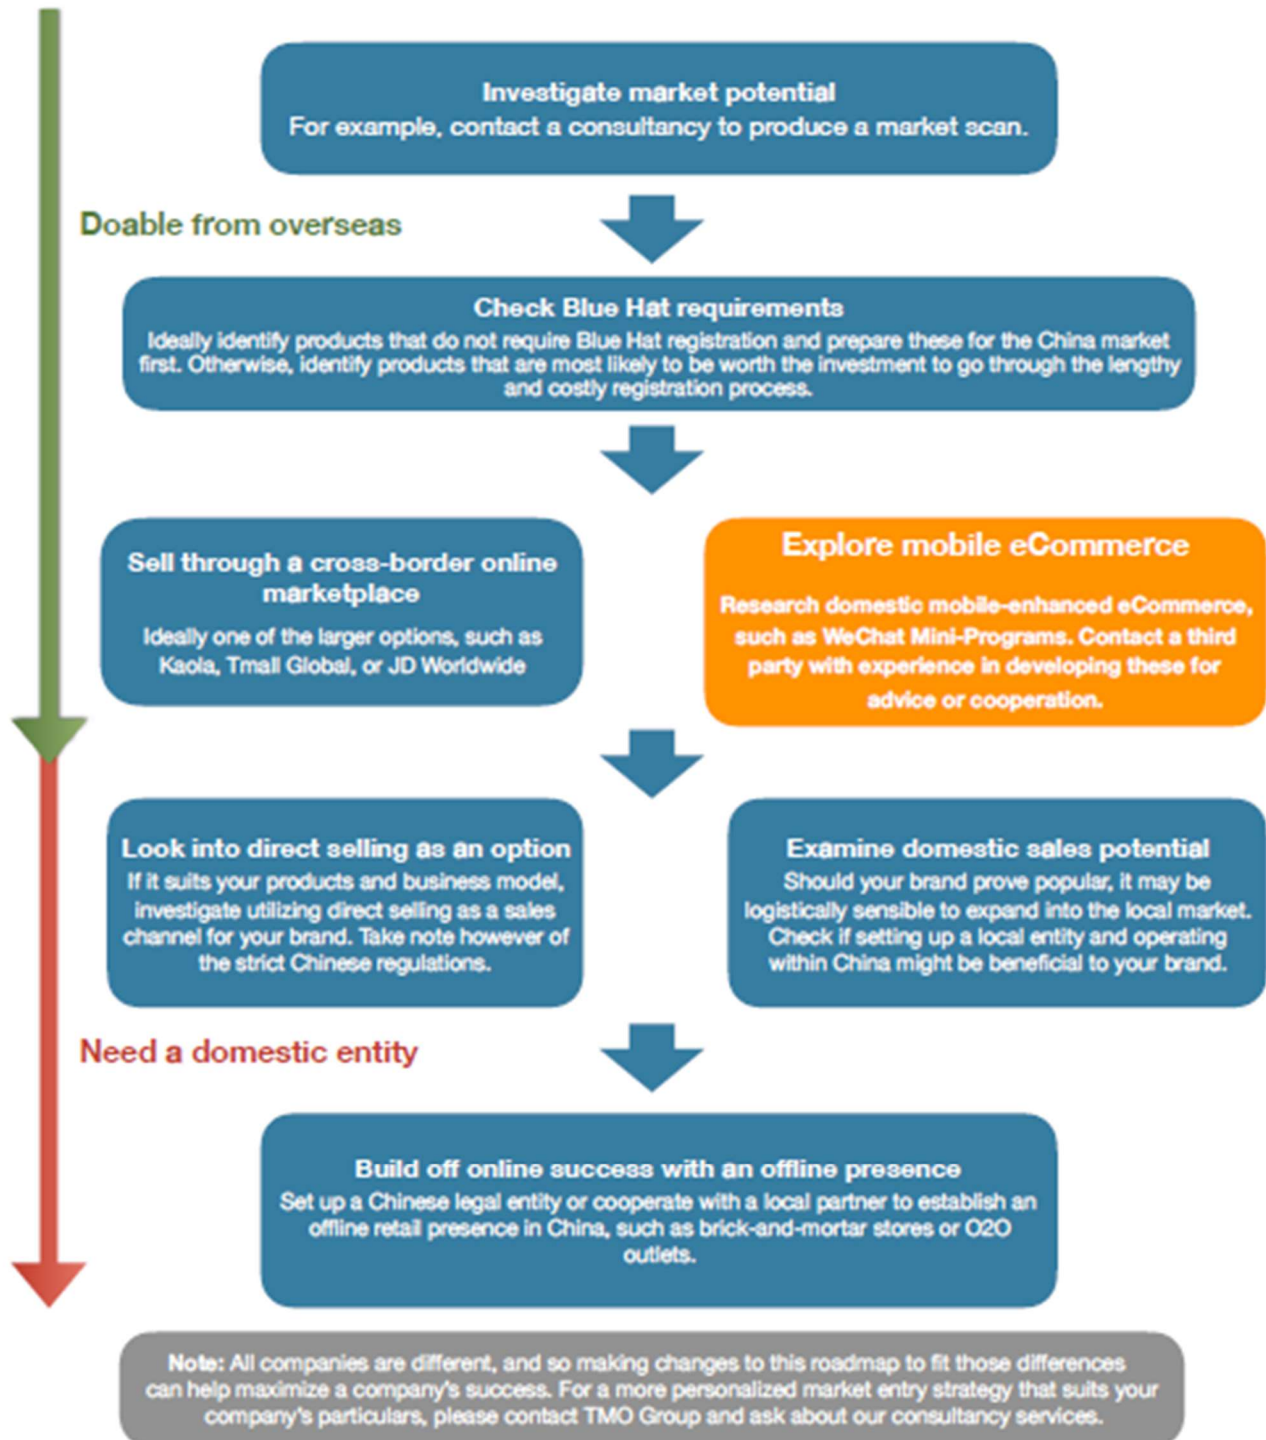 Investigate market potential
For example, contact a consultancy to produce a market scan.
Doable from overseas
Check Blue Hat requirements
Ideally identify products that do not require Blue Hat registration and prepare these for the China market
first. Otherwise, identify products that are most likely to be worth the investment to go through the lengthy
and costly registration process.
Sell through a cross-border online
marketplace
Ideally one of the larger options, such as
Kaola, Tmall Global, or JD Worldwide
Explore mobile eCommerce
Research domestic mobile-enhanced eCommerce,
such as WeChat Mini-Programs. Contact a third
party with experience in developing these for
advice or cooperation.
Look into direct selling as an option
If it suits your products and business model,
investigate utilizing direct selling as a sales
channel for your brand. Take note however of
the strict Chinese regulations.
Examine domestic sales potential
Should your brand prove popular, it may be
logistically sensible to expand into the local market.
Check if setting up a local entity and operating
within China might be beneficial to your brand.
Need a domestic entity
Build off online success with an offline presence
Set up a Chinese legal entity or cooperate with a local partner to establish an
offline retail presence in China, such as brick-and-mortar stores or O2O
outlets.
Note: All companies are different, and so making changes to this roadmap to fit those differences
can help maximize a company's success. For a more personalized market entry strategy that suits your
company's particulars, please contact TMO Group and ask about our consultancy services.